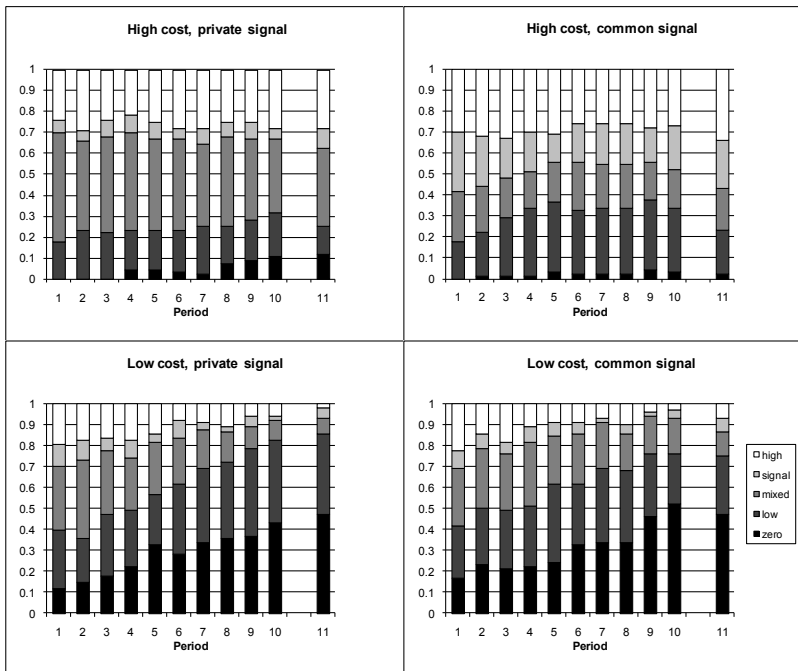 High cost, private signal
1
0.9
0.8
0.7
0.6
0.5
0.4
0.3
0.2
0.1
0
1 2 3 4 5 6 7 8 9 10 11
Period
High cost, common signal
1
0.9
0.8
0.7
0.6
0.5
0.4
0.3
0.2
0.1
0
1 2 3 4 5 6 7 8 9 10 11
Period
Low cost, private signal
1
0.9
0.8
0.7
0.6
0.5
0.4
0.3
0.2
0.1
0
1 2 3 4 5 6 7 8 9 10 11
Period
Low cost, common signal
1
0.9
0.8
0.7
0.6
0.5
0.4
0.3
0.2
0.1
0
1 2 3 4 5 6 7 8 9 10 11
Period
high
signal
mixed
low
zero